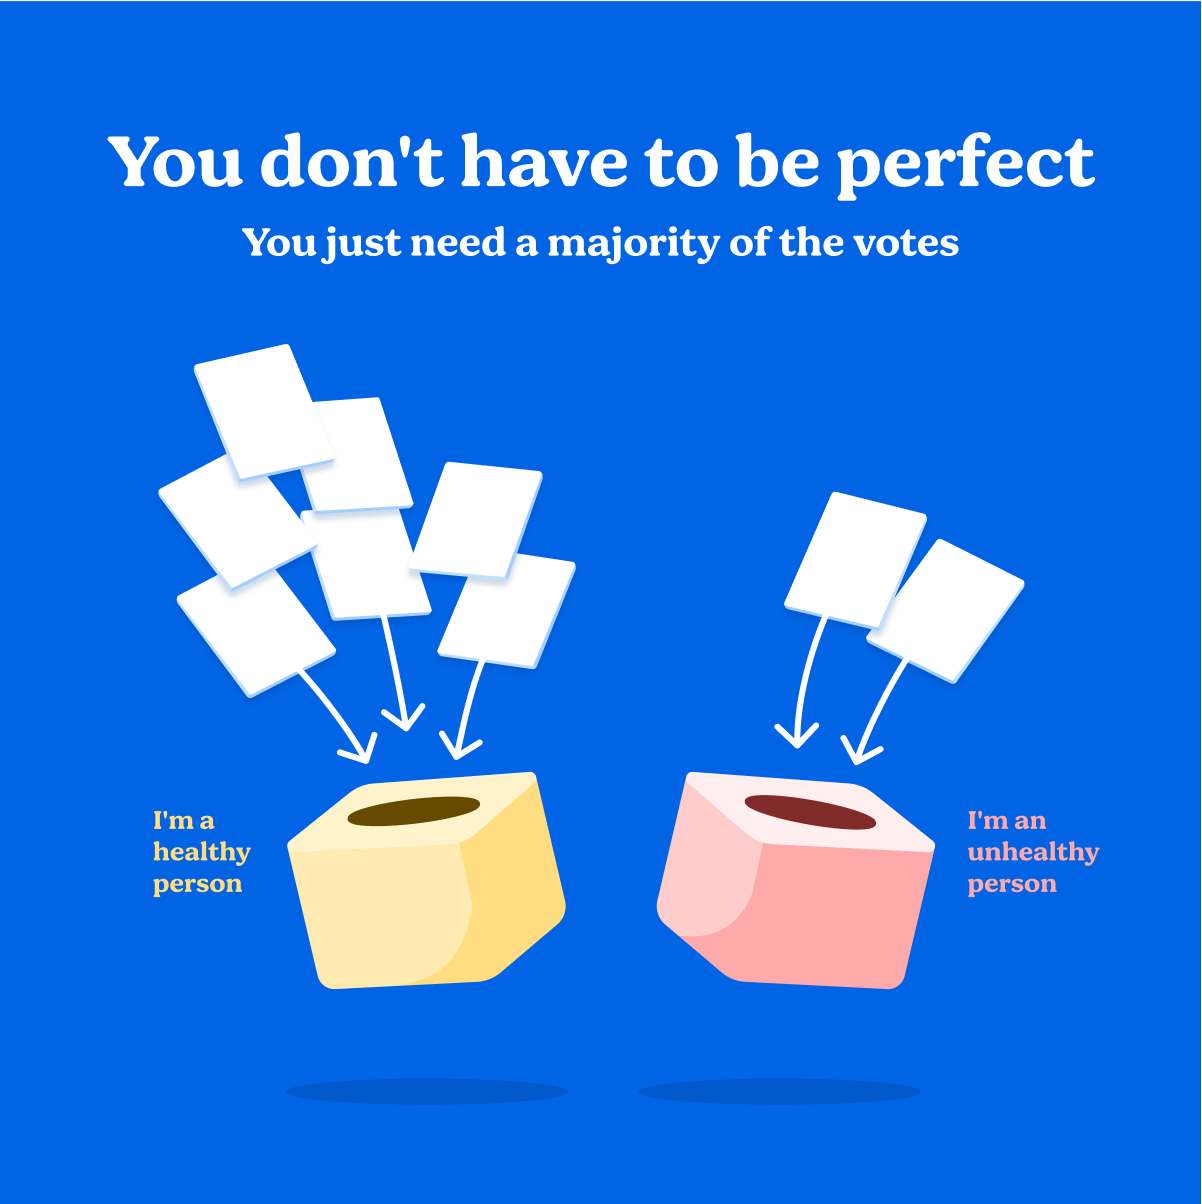 You don't have to be perfect
You just need a majority of the votes
I'm a
healthy
person
I'm an
unhealthy
person